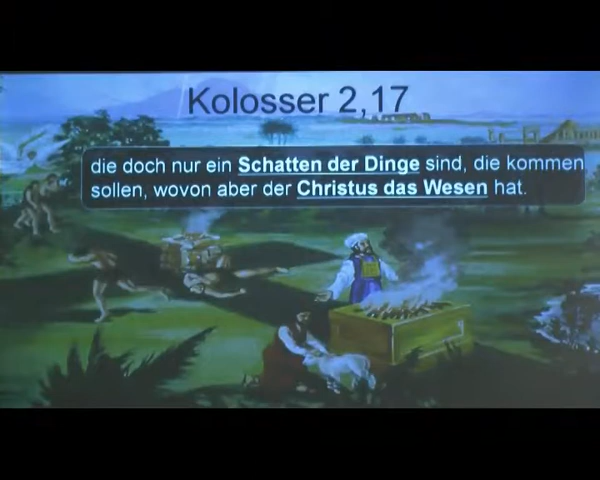 Kolosser 2,17
die doch nur ein Schatten der Dinge sind, die kommen
sollen, wovon aber der Christus das Wesen hat.